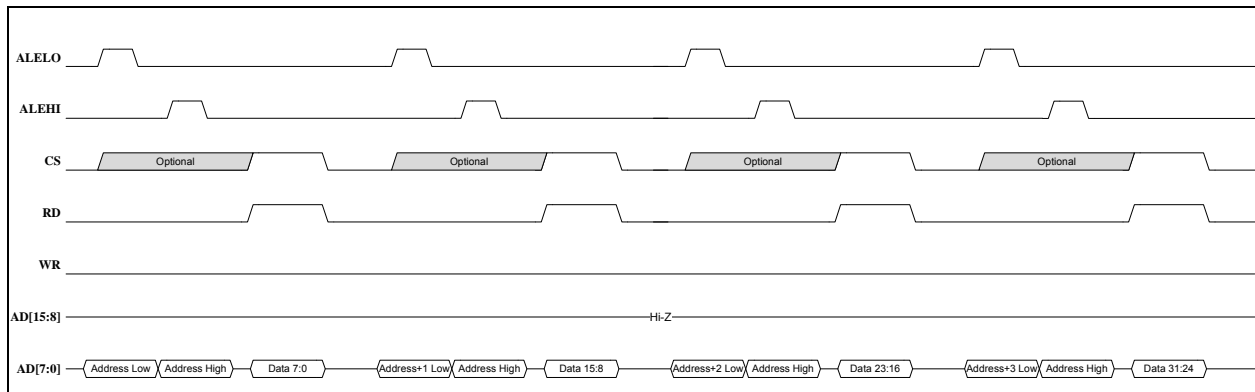 ALELO
ALEHI
CS Optional Optional Optional Optional
RD
WR
AD[15:8] Hi-Z
AD[7:0] Address Low Address High Data 7:0 Address+1 Low Address High Data 15:8 Address+2 Low Address High Data 23:16 Address+3 Low Address High Data 31:24